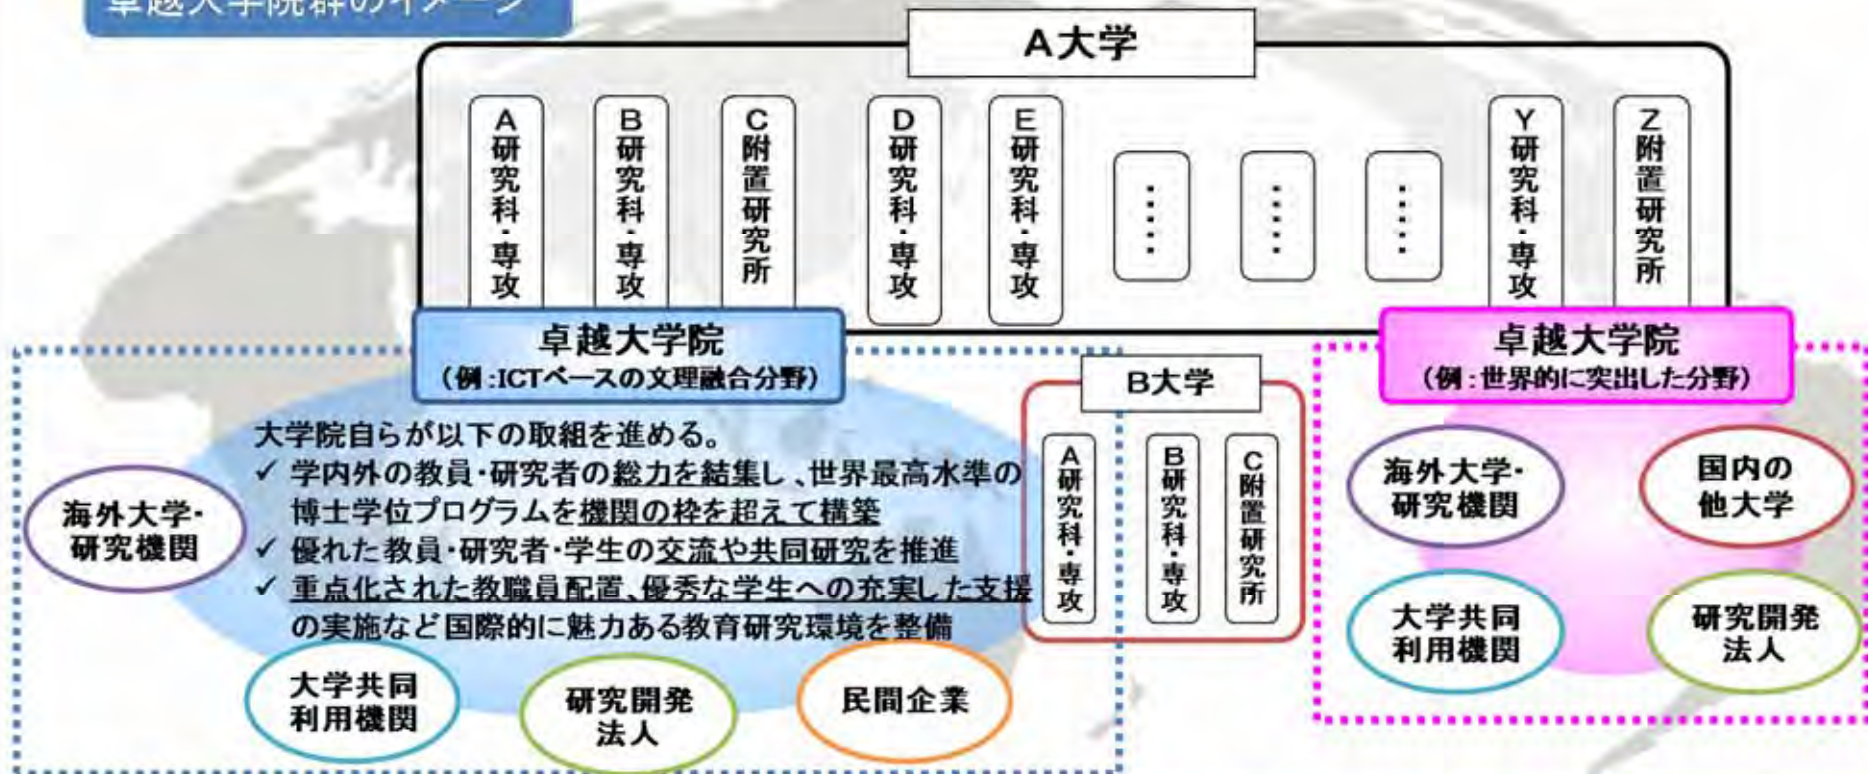 卓越大学院群のイメージ
A大学
A研究科・専攻
B研究科・専攻
C附置研究所
D研究科・専攻
E研究科・専攻
・・・・・
・・・・・
・・・・・
Y研究科・専攻
Z附置研究所
卓越大学院
（例:ICTベースの文理融合分野）
大学院自らが以下の取組を進める。
✓ 学内外の教員・研究者の総力を結集し、世界最高水準の
博士学位プログラムを機関の枠を超えて構築
✓ 優れた教員・研究者・学生の交流や共同研究を推進
✓ 重点化された教職員配置、優秀な学生への充実した支援
の実施など国際的に魅力ある教育研究環境を整備
海外大学・
研究機関
大学共同
利用機関
研究開発
法人
民間企業
B大学
A研究科・専攻
B研究科・専攻
C附置研究所
卓越大学院
（例:世界的に突出した分野）
海外大学・
研究機関
国内の
他大学
大学共同
利用機関
研究開発
法人